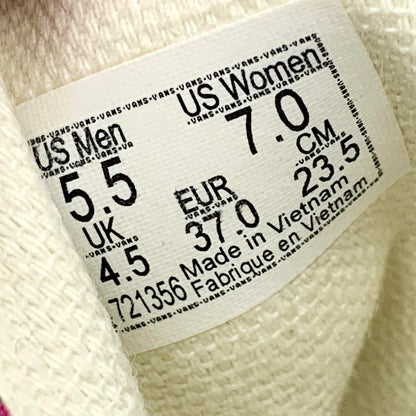 US Men US Women
5.5 7.0
UK EUR CM
4.5 37.0 23.5
Made in Vietnam
721356 Fabrique en Vietnam